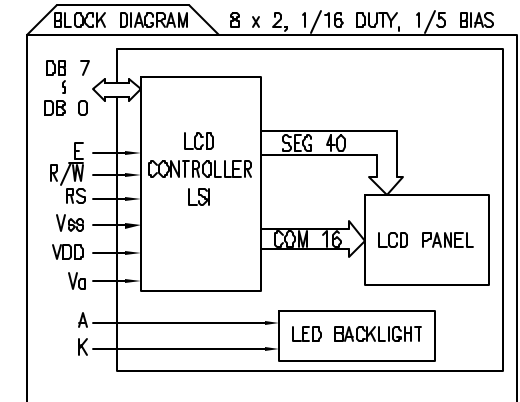 BLOCK DIAGRAM 8 x 2, 1/16 DUTY, 1/5 BIAS
DB 7
DB 0
E
R/W̅
RS
Vss
VDD
Vo
A
K
LCD
CONTROLLER
LSI
SEG 40
COM 16
LCD PANEL
LED BACKLIGHT